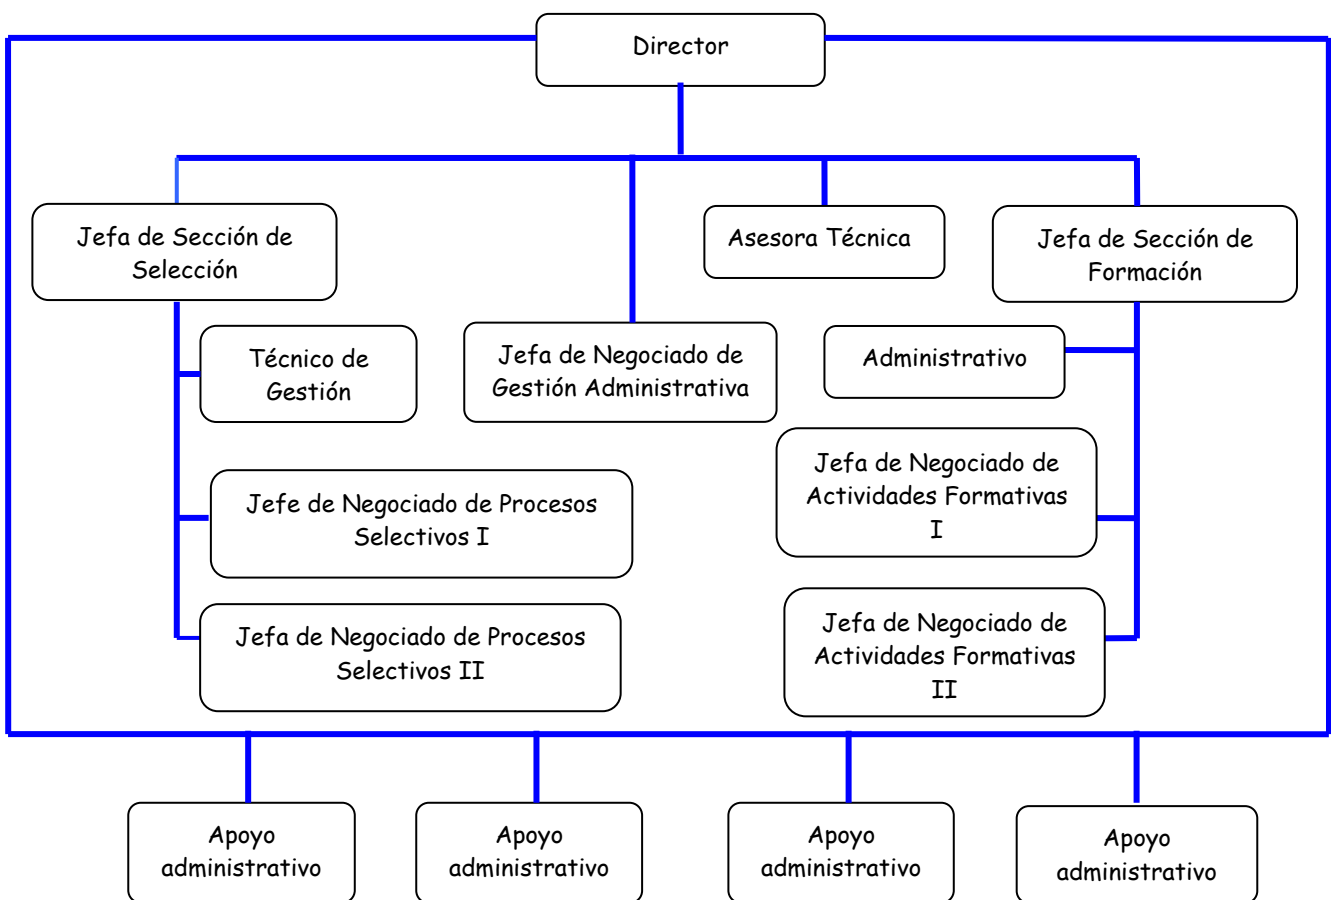 Director
Jefa de Sección de
Selección
Asesora Técnica
Jefa de Sección de
Formación
Técnico de
Gestión
Jefa de Negociado de
Gestión Administrativa
Administrativo
Jefe de Negociado de Procesos
Selectivos I
Jefa de Negociado de
Actividades Formativas
I
Jefa de Negociado de Procesos
Selectivos II
Jefa de Negociado de
Actividades Formativas
II
Apoyo
administrativo
Apoyo
administrativo
Apoyo
administrativo
Apoyo
administrativo